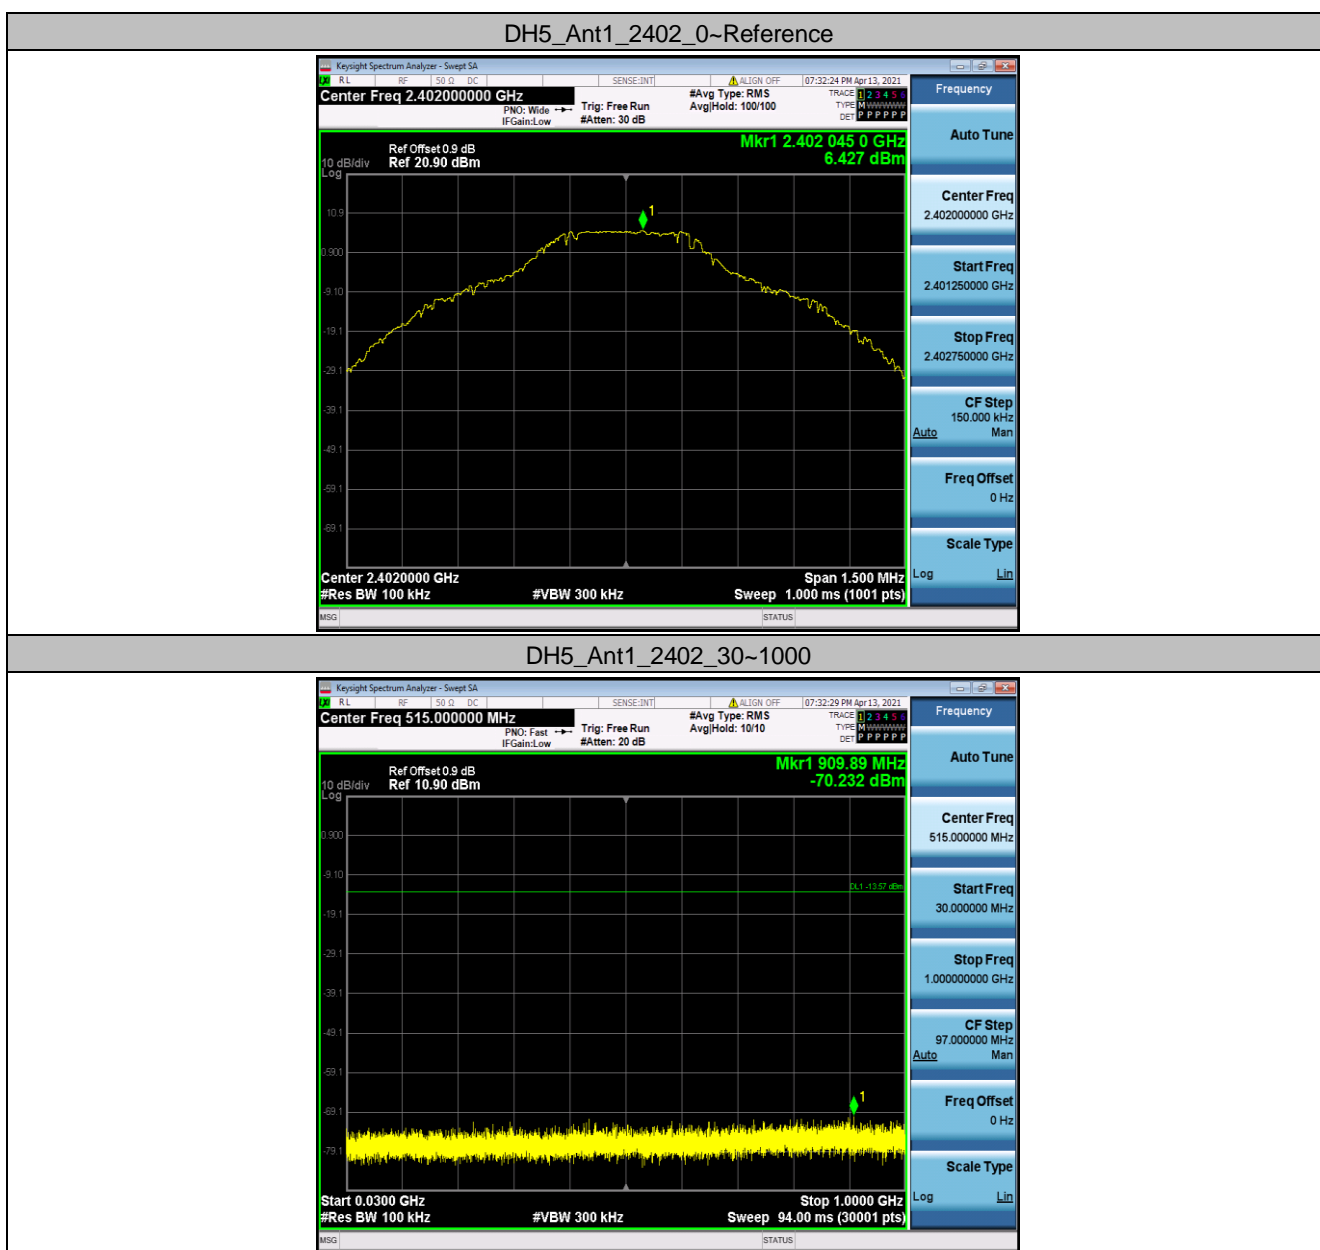 DH5_Ant1_2402_0~Reference
Keysight Spectrum Analyzer - Swept SA
RL RF 50 Ω DC SENSE:INT ALIGN OFF 07:32:24 PM Apr 13, 2021
Center Freq 2.402000000 GHz
PNO: Wide
IFGain:Low
Trig: Free Run
#Atten: 30 dB
#Avg Type: RMS
Avg|Hold: 100/100
TRACE 1 2 3 4 5 6
TYPE M WWWWW
DET P P P P P P
Frequency
Mkr1 2.402 045 0 GHz
6.427 dBm
Ref Offset 0.9 dB
10 dB/div Ref 20.90 dBm
Log
10.9
0.900
-9.10
-19.1
-29.1
-39.1
-49.1
-59.1
-69.1
1
Center 2.4020000 GHz Span 1.500 MHz
#Res BW 100 kHz #VBW 300 kHz Sweep 1.000 ms (1001 pts)
MSG STATUS
Auto Tune
Center Freq
2.402000000 GHz
Start Freq
2.401250000 GHz
Stop Freq
2.402750000 GHz
CF Step
150.000 kHz
Auto Man
Freq Offset
0 Hz
Scale Type
Log Lin
DH5_Ant1_2402_30~1000
Keysight Spectrum Analyzer - Swept SA
RL RF 50 Ω DC SENSE:INT ALIGN OFF 07:32:29 PM Apr 13, 2021
Center Freq 515.000000 MHz
PNO: Fast
IFGain:Low
Trig: Free Run
#Atten: 20 dB
#Avg Type: RMS
Avg|Hold: 10/10
TRACE 1 2 3 4 5 6
TYPE M WWWWW
DET P P P P P P
Frequency
Mkr1 909.89 MHz
-70.232 dBm
Ref Offset 0.9 dB
10 dB/div Ref 10.90 dBm
Log
0.900
-9.10
-19.1
-29.1
-39.1
-49.1
-59.1
-69.1
-79.1
DL1 -13.57 dBm
1
Start 0.0300 GHz Stop 1.0000 GHz
#Res BW 100 kHz #VBW 300 kHz Sweep 94.00 ms (30001 pts)
MSG STATUS
Auto Tune
Center Freq
515.000000 MHz
Start Freq
30.000000 MHz
Stop Freq
1.000000000 GHz
CF Step
97.000000 MHz
Auto Man
Freq Offset
0 Hz
Scale Type
Log Lin